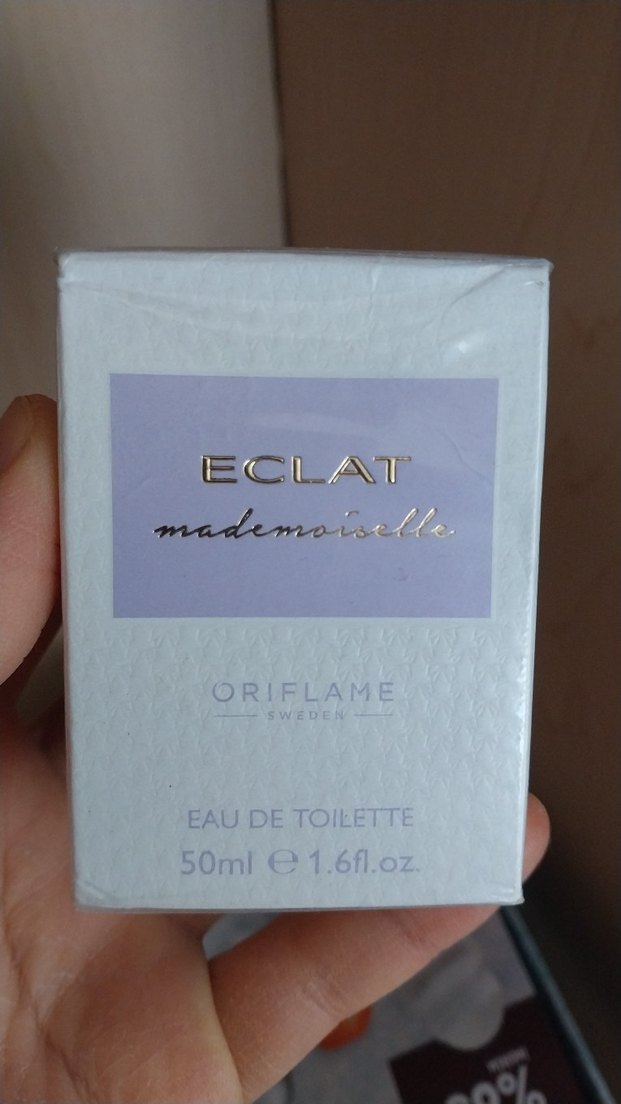 ECLAT
mademoiselle
ORIFLAME
SWEDEN
EAU DE TOILETTE
50ml ℮ 1.6fl.oz.